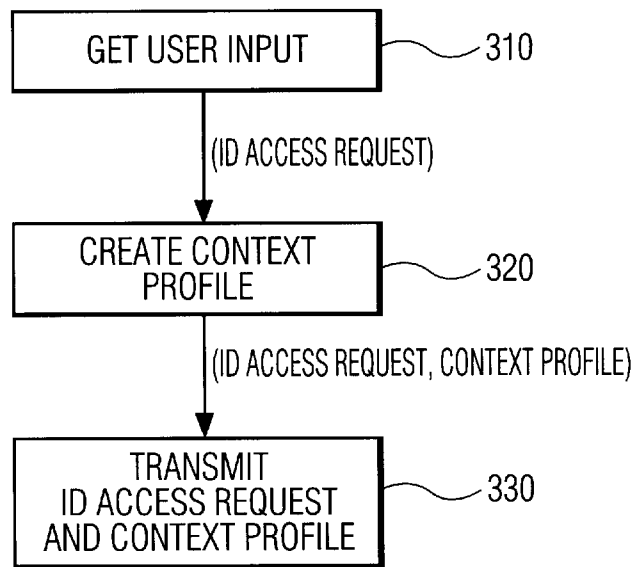 GET USER INPUT
310
(ID ACCESS REQUEST)
CREATE CONTEXT
PROFILE
320
(ID ACCESS REQUEST, CONTEXT PROFILE)
TRANSMIT
ID ACCESS REQUEST
AND CONTEXT PROFILE
330